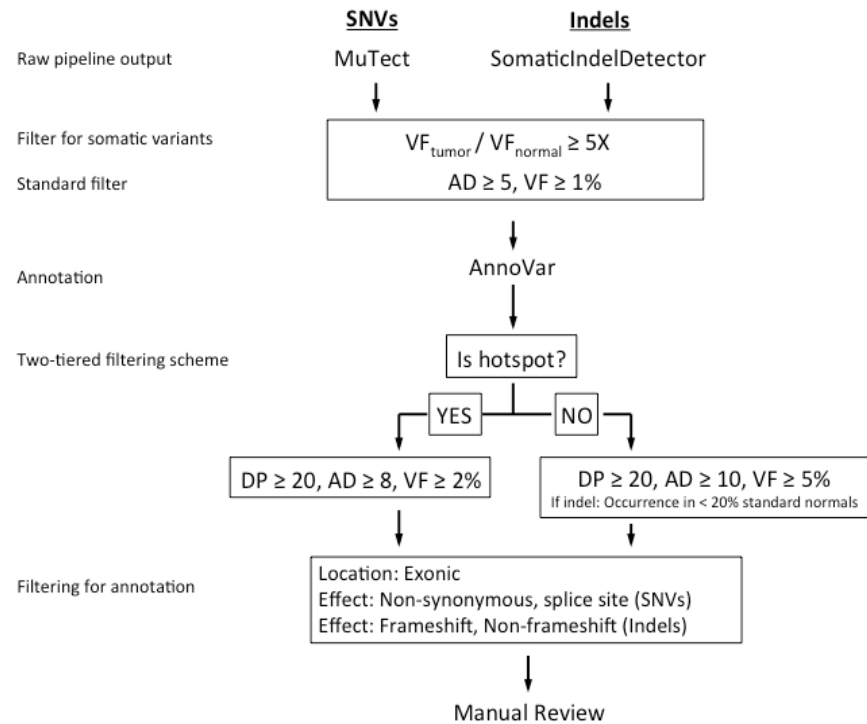 SNVs Indels
Raw pipeline output MuTect SomaticIndelDetector
Filter for somatic variants VFtumor / VFnormal ≥ 5X
Standard filter AD ≥ 5, VF ≥ 1%
Annotation AnnoVar
Two-tiered filtering scheme Is hotspot?
YES NO
DP ≥ 20, AD ≥ 8, VF ≥ 2% DP ≥ 20, AD ≥ 10, VF ≥ 5%
If indel: Occurrence in < 20% standard normals
Filtering for annotation
Location: Exonic
Effect: Non-synonymous, splice site (SNVs)
Effect: Frameshift, Non-frameshift (Indels)
Manual Review